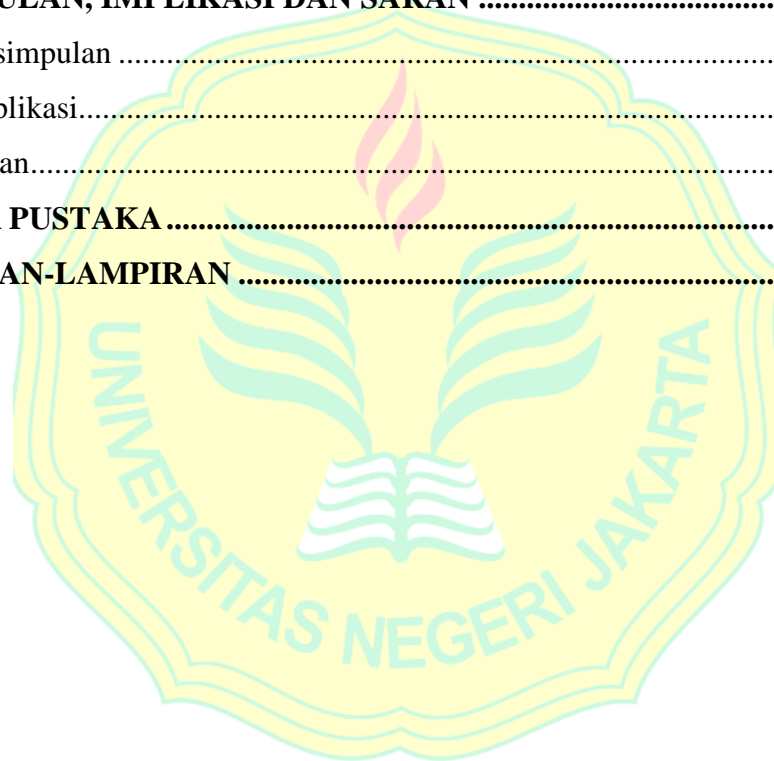 ULAN, IMPLIKASI DAN SARAN ........................................
simpulan ........................................................................................
plikasi..............................................................................................
an......................................................................................................
PUSTAKA ....................................................................................
AN-LAMPIRAN ..........................................................................
UNIVERSITAS NEGERI JAKARTA